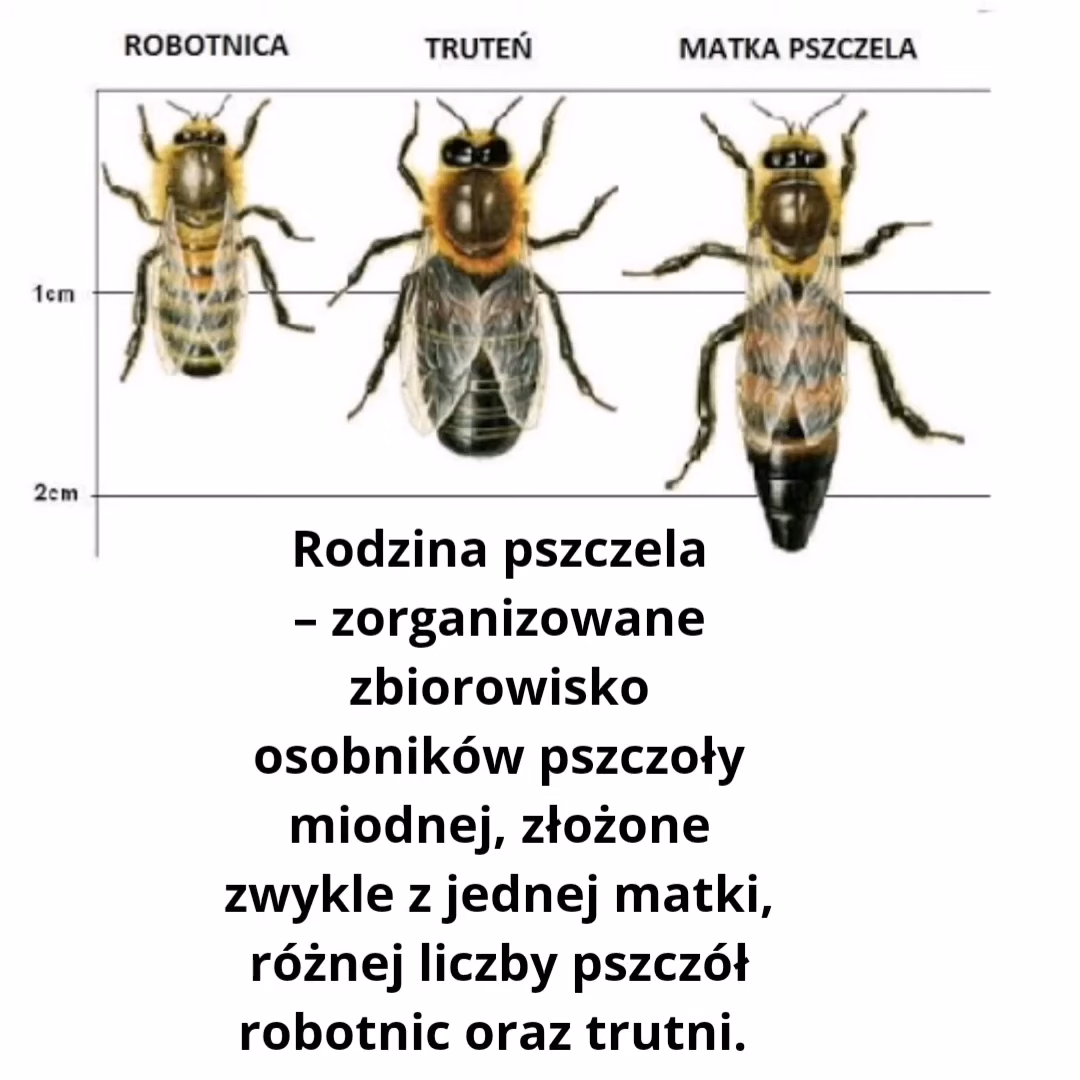 ROBOTNICA TRUTEŃ MATKA PSZCZELA
1cm
2cm
Rodzina pszczela
– zorganizowane
zbiorowisko
osobników pszczoły
miodnej, złożone
zwykle z jednej matki,
różnej liczby pszczół
robotnic oraz trutni.